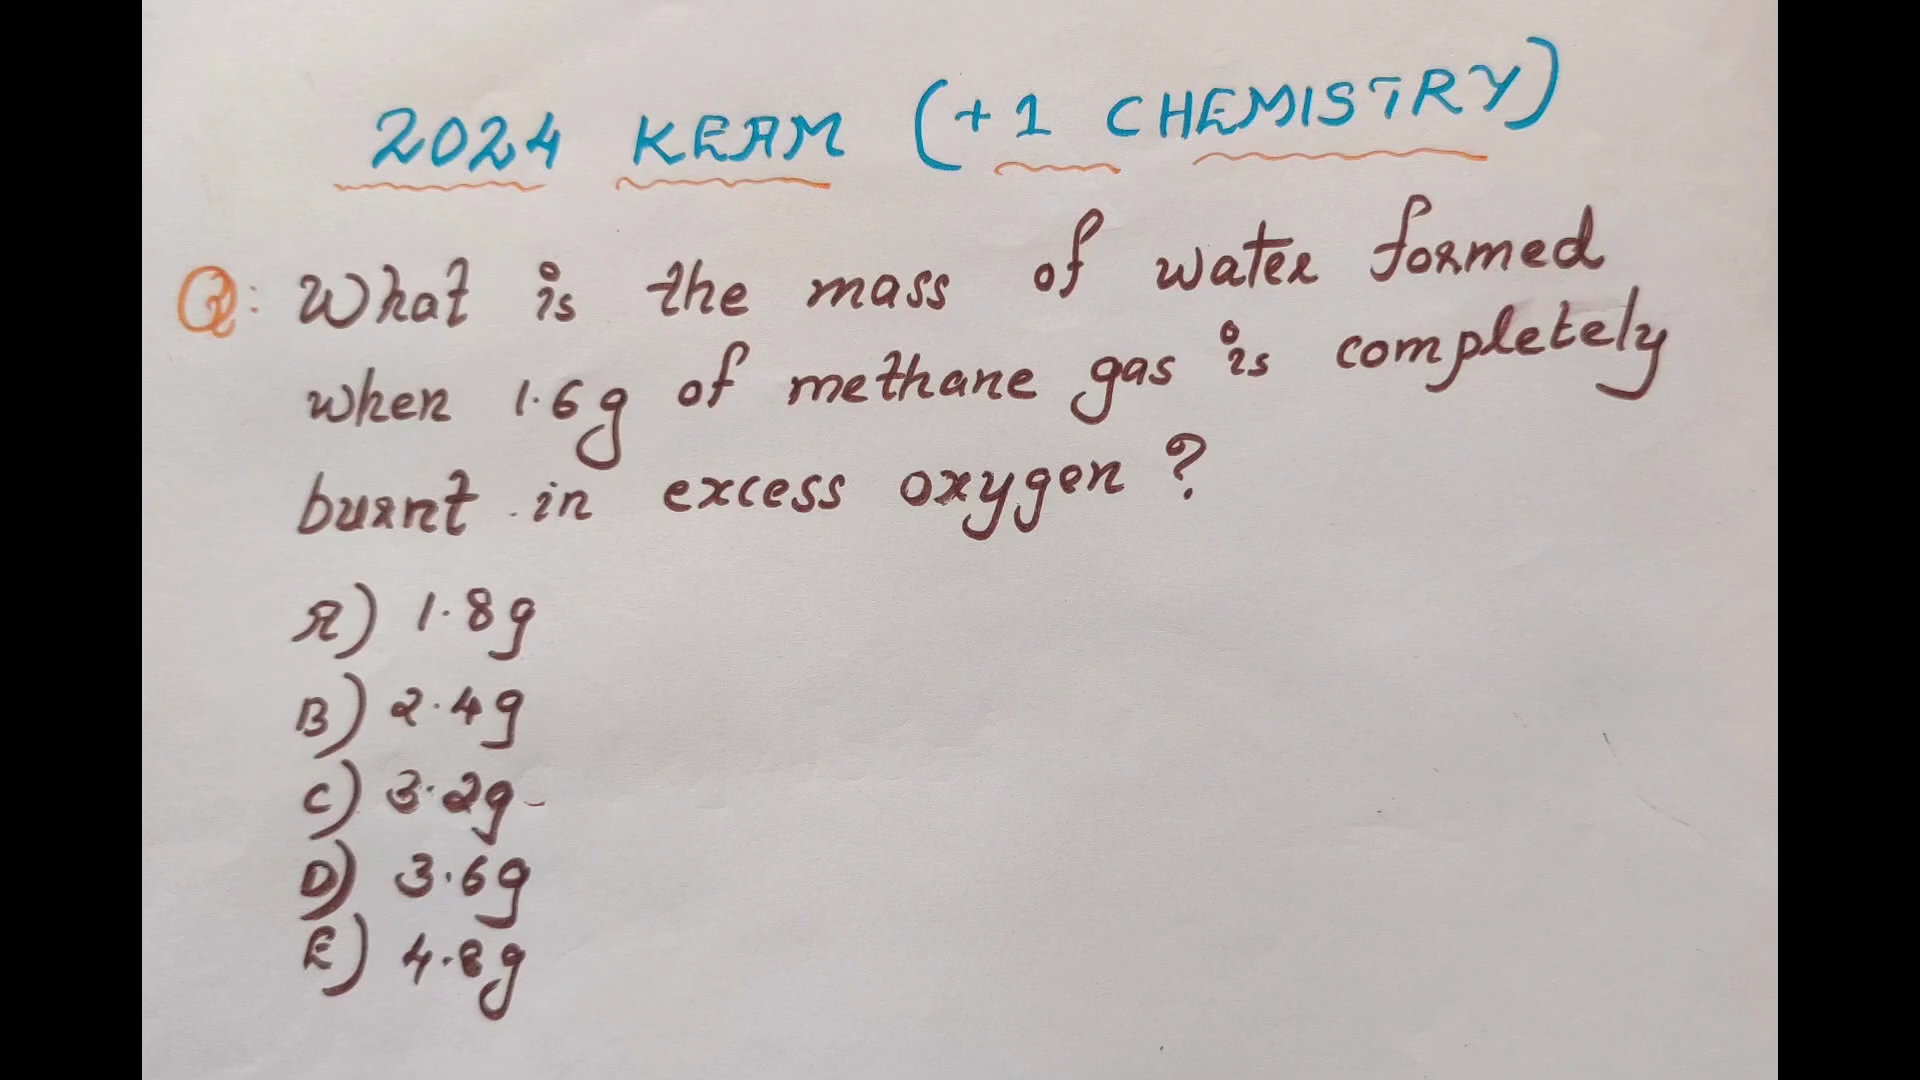 2024 KEAM (+1 CHEMISTRY)
Q: What is the mass of water formed
when 1.6g of methane gas is completely
burnt in excess oxygen ?
A) 1.8g
B) 2.4g
C) 3.2g
D) 3.6g
E) 4.8g